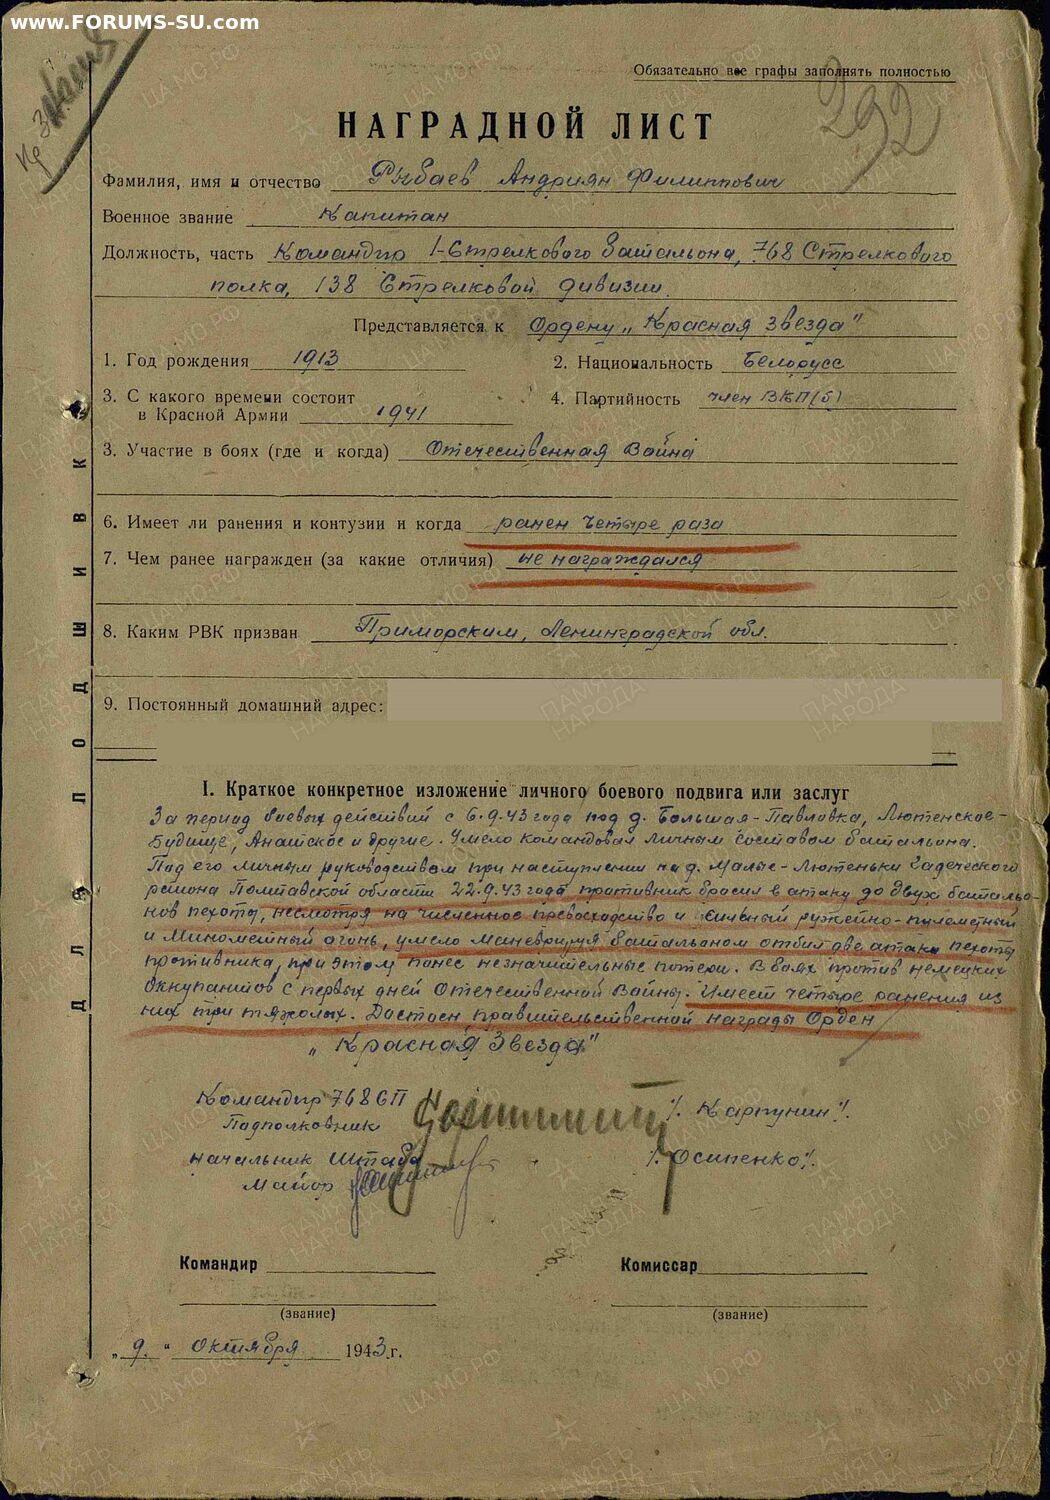 www.FORUMS-SU.com
Обязательно все графы заполнять полностью
292
НАГРАДНОЙ ЛИСТ
Фамилия, имя и отчество Рыбаев Андриян Филиппович
Военное звание Капитан
Должность, часть Командир 1-Стрелкового батальона, 768 Стрелкового
полка, 138 Стрелковой дивизии.
Представляется к Ордену „Красная звезда"
1. Год рождения 1913 2. Национальность Белорусс
3. С какого времени состоит
в Красной Армии 1941 4. Партийность член ВКП(б)
3. Участие в боях (где и когда) Отечественная Война
6. Имеет ли ранения и контузии и когда ранен четыре раза
7. Чем ранее награжден (за какие отличия) не награждался
8. Каким РВК призван Приморским, Ленинградской обл.
9. Постоянный домашний адрес:
ДЛЯ ПОДШИВКИ
I. Краткое конкретное изложение личного боевого подвига или заслуг
За период боевых действий с 6.9.43 года под д. Большая-Павловка, Лютенское-
Будище, и другие. Умело командовал личным составом батальона.
Под его личным руководством при наступлении на д. Малые-Лютеньки Гадеческого
района Полтавской области 22.9.43 года противник бросил в атаку до двух батальо-
нов пехоты, несмотря на численное превосходство и сильный ружейно-пулеметный
и Минометный огонь, умело маневрируя батальоном отбил две атаки пехоты
противника, при этом понес незначительные потери. В боях против немецких
оккупантов с первых дней Отечественной Войны. Имеет четыре ранения из
них три тяжолых. Достоен правительственной награды Орден
„Красная Звезда"
Командир 768 СП
Подполковник /. Карпунин/.
Начальник Штаба /. Осипенко/.
Майор
Командир Комиссар
(звание) (звание)
„9." октября 1943 г.
ПАМЯТЬ НАРОДА
ЦАМО РФ